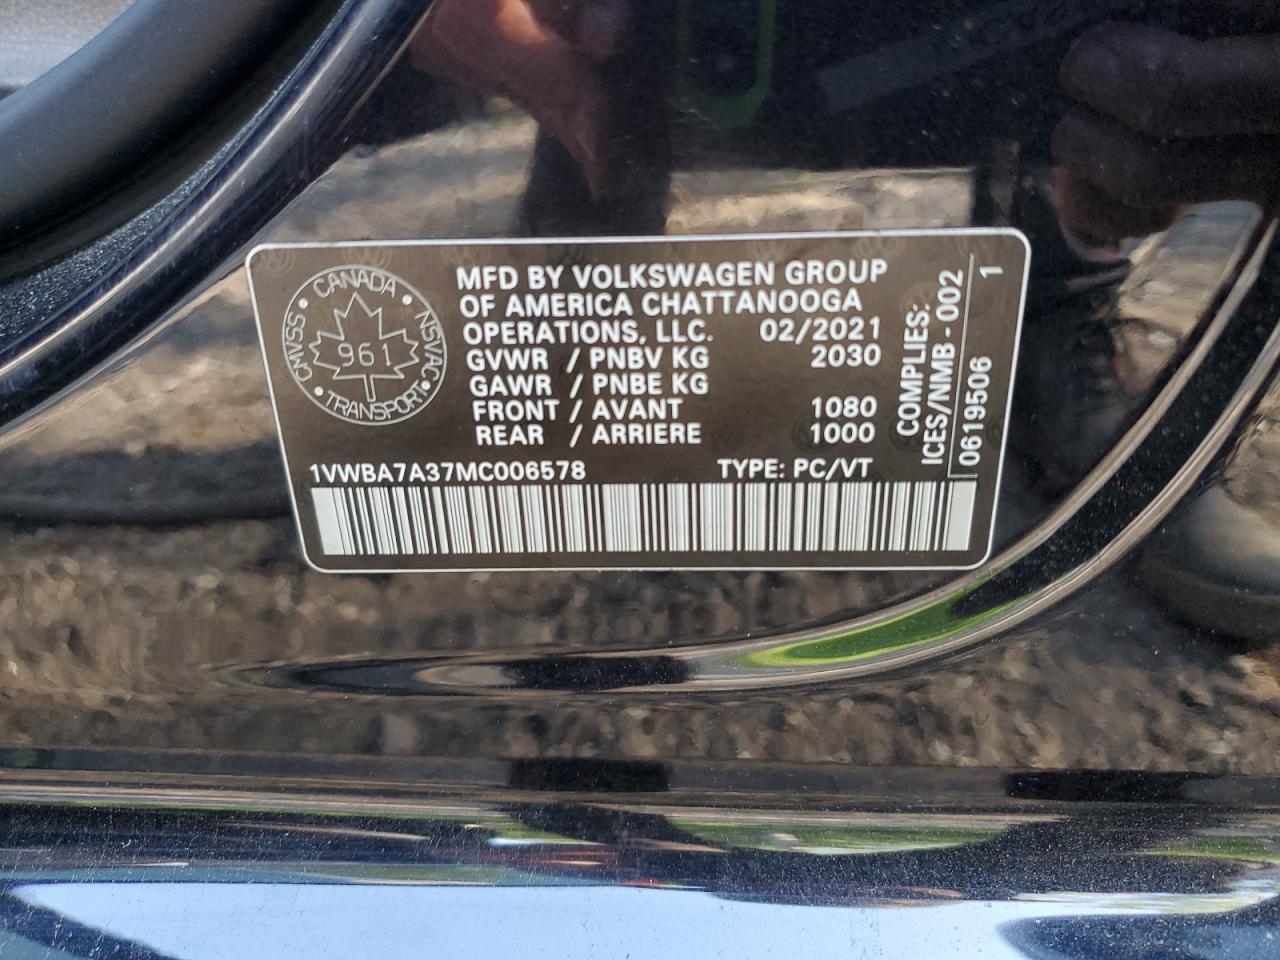 CANADA
CMVSS NSVAC
961
TRANSPORT
MFD BY VOLKSWAGEN GROUP
OF AMERICA CHATTANOOGA
OPERATIONS, LLC. 02/2021
GVWR / PNBV KG 2030
GAWR / PNBE KG
FRONT / AVANT 1080
REAR / ARRIERE 1000
1VWBA7A37MC006578 TYPE: PC/VT
COMPLIES:
ICES/NMB-002
0619506 1